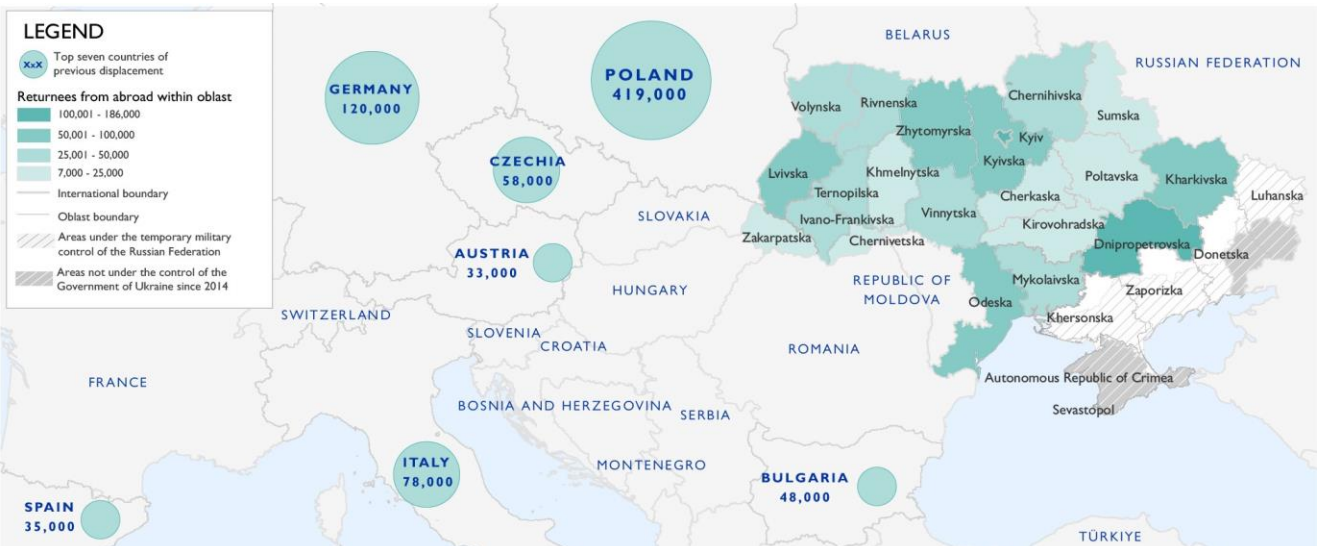 LEGEND
XxX
Top seven countries of
previous displacement
Returnees from abroad within oblast
100,001 - 186,000
50,001 - 100,000
25,001 - 50,000
7,000 - 25,000
International boundary
Oblast boundary
Areas under the temporary military
control of the Russian Federation
Areas not under the control of the
Government of Ukraine since 2014
GERMANY
120,000
POLAND
419,000
CZECHIA
58,000
AUSTRIA
33,000
ITALY
78,000
SPAIN
35,000
BULGARIA
48,000
BELARUS
RUSSIAN FEDERATION
SLOVAKIA
HUNGARY
SWITZERLAND
SLOVENIA
CROATIA
FRANCE
BOSNIA AND HERZEGOVINA
SERBIA
MONTENEGRO
ROMANIA
REPUBLIC OF
MOLDOVA
TÜRKIYE
Volynska
Rivnenska
Zhytomyrska
Kyiv
Kyivska
Chernihivska
Sumska
Lvivska
Ternopilska
Khmelnytska
Ivano-Frankivska
Zakarpatska
Chernivetska
Vinnytska
Cherkaska
Poltavska
Kharkivska
Luhanska
Kirovohradska
Dnipropetrovska
Donetska
Mykolaivska
Zaporizka
Odeska
Khersonska
Autonomous Republic of Crimea
Sevastopol